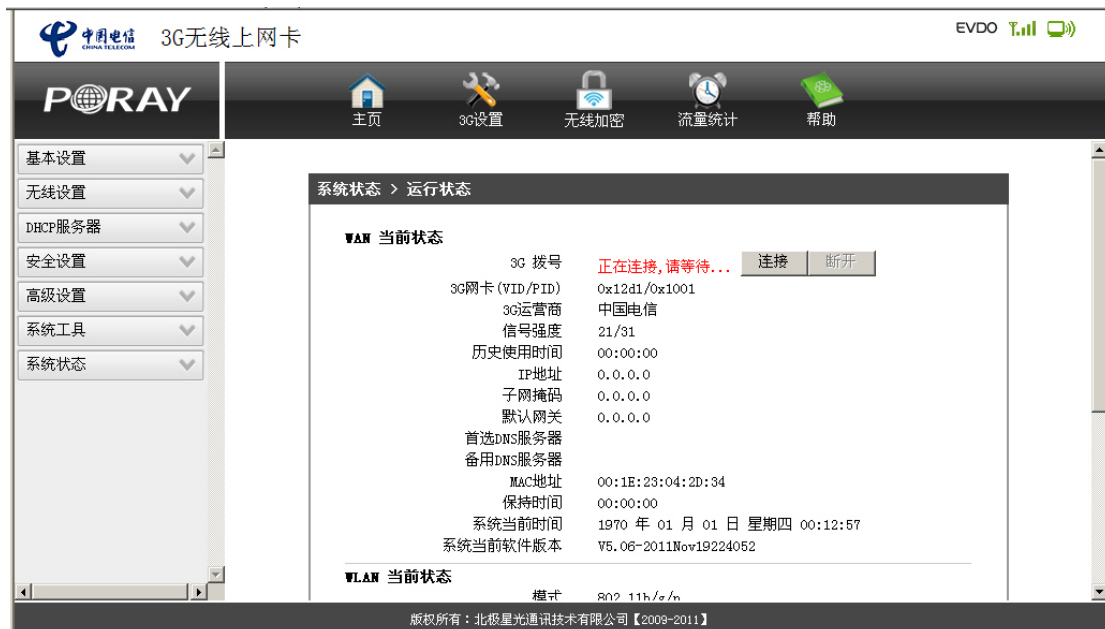 中国电信 CHINA TELECOM 3G无线上网卡 EVDO
PORAY
主页 3G设置 无线加密 流量统计 帮助
基本设置
无线设置
DHCP服务器
安全设置
高级设置
系统工具
系统状态
系统状态 > 运行状态
WAN 当前状态
3G 拨号 正在连接,请等待... 连接 断开
3G网卡(VID/PID) 0x12d1/0x1001
3G运营商 中国电信
信号强度 21/31
历史使用时间 00:00:00
IP地址 0.0.0.0
子网掩码 0.0.0.0
默认网关 0.0.0.0
首选DNS服务器
备用DNS服务器
MAC地址 00:1E:23:04:2D:34
保持时间 00:00:00
系统当前时间 1970 年 01 月 01 日 星期四 00:12:57
系统当前软件版本 V5.06-2011Nov19224052
WLAN 当前状态
模式 802.11b/g/n
版权所有：北极星光通讯技术有限公司【2009-2011】